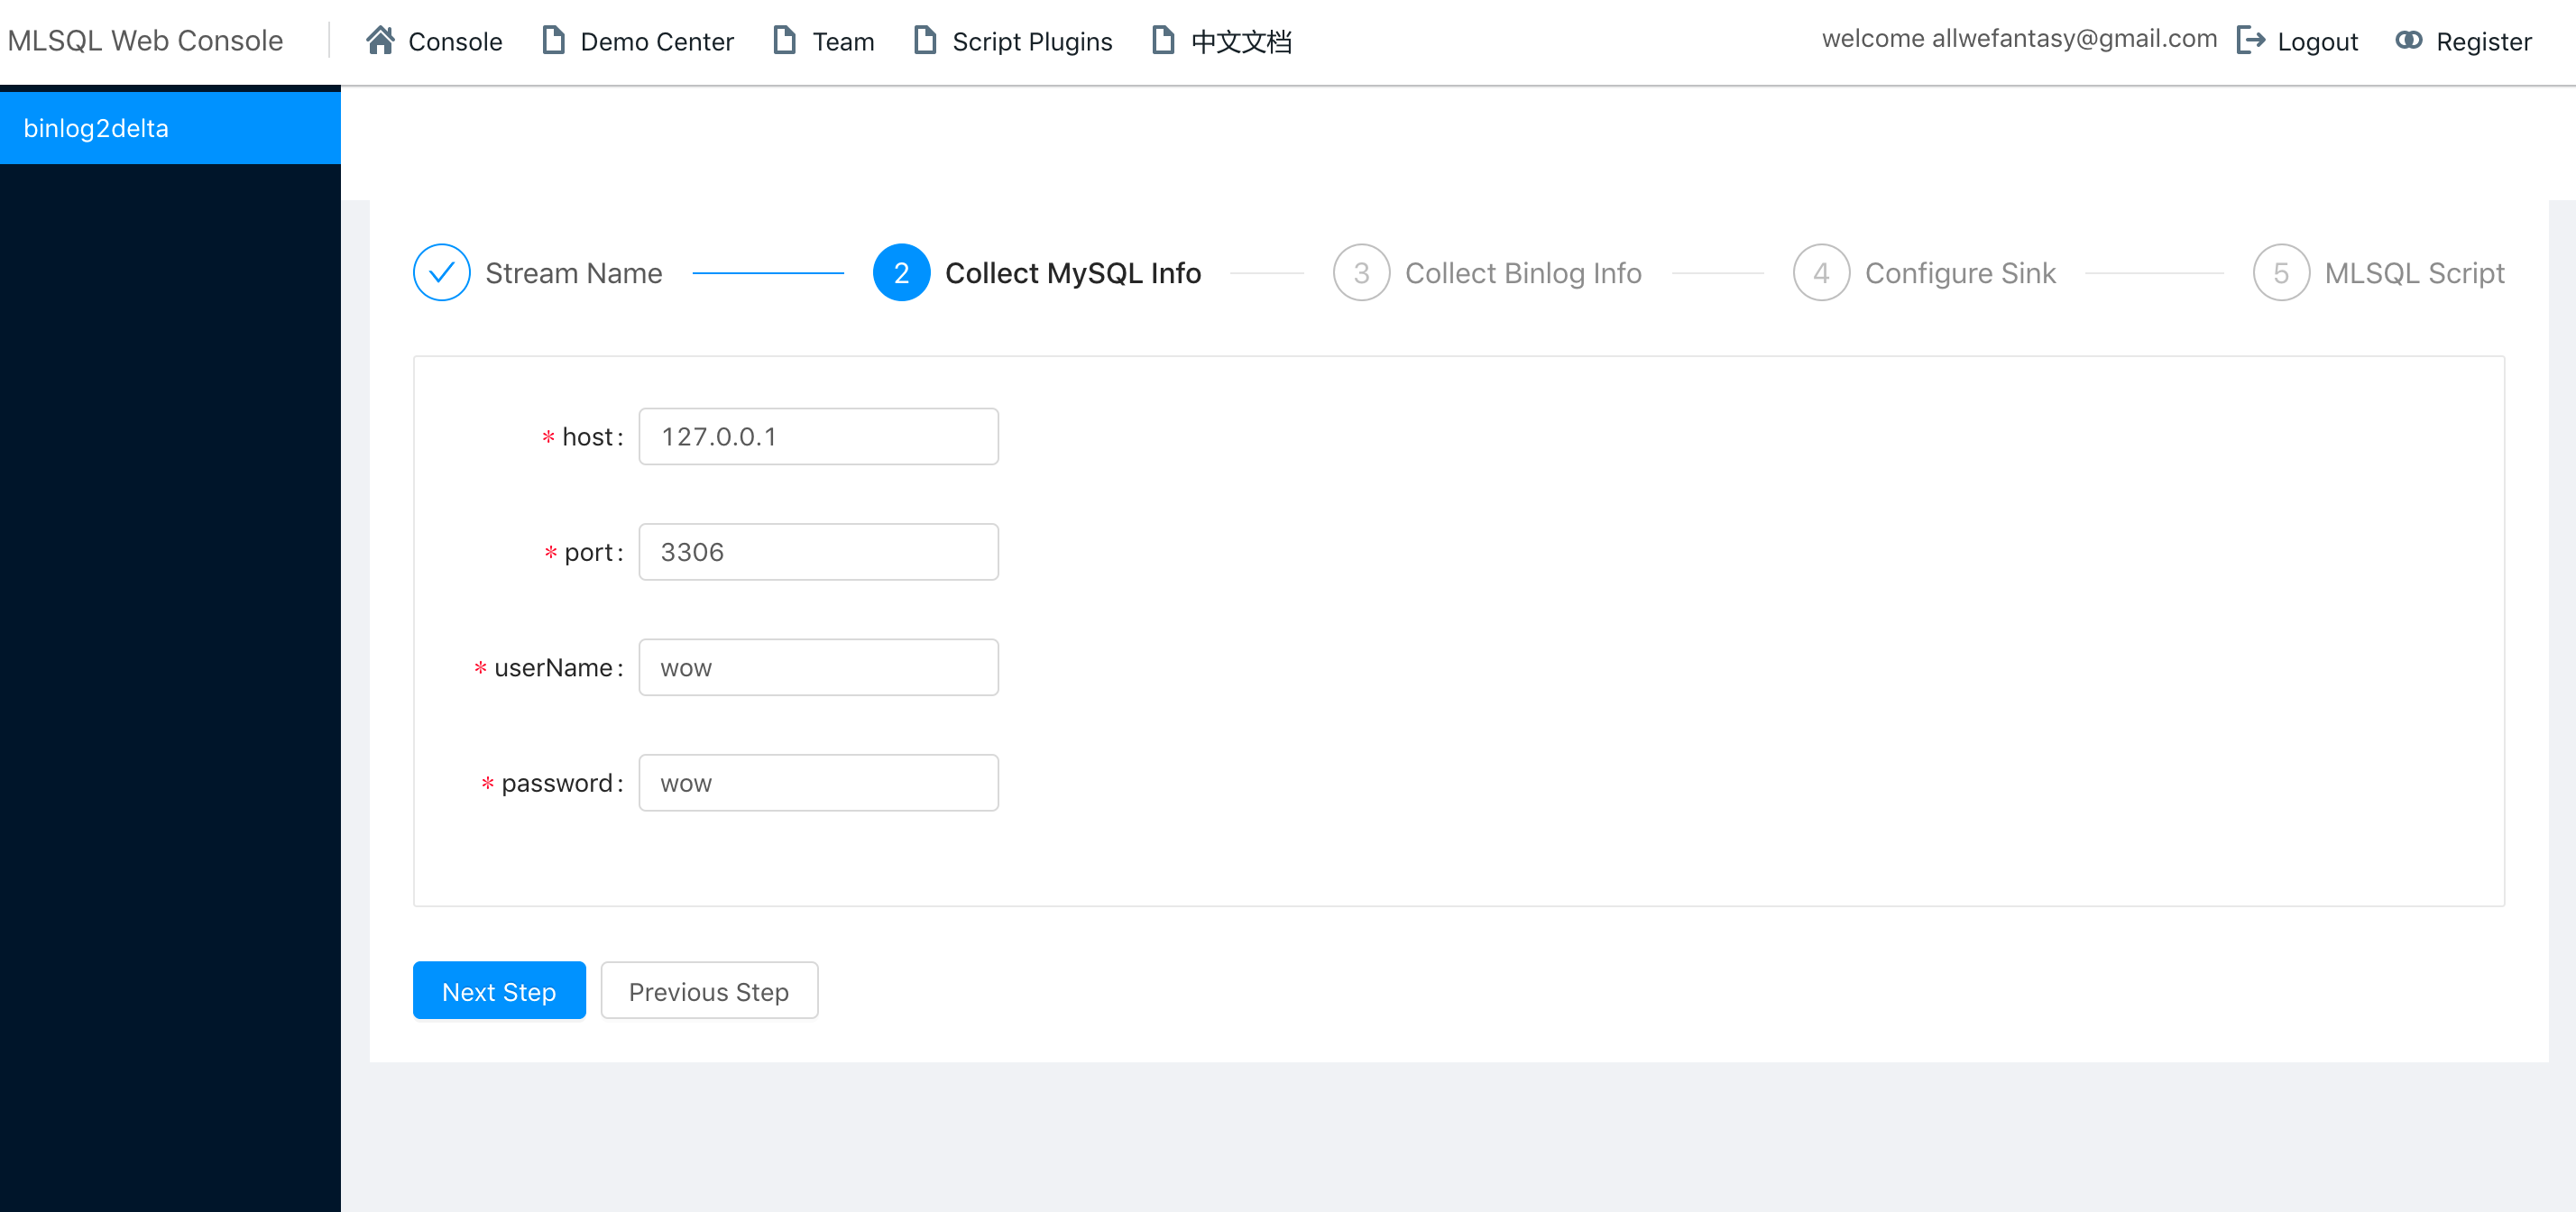 MLSQL Web Console Console Demo Center Team Script Plugins 中文文档 welcome allwefantasy@gmail.com Logout Register
binlog2delta
Stream Name 2 Collect MySQL Info 3 Collect Binlog Info 4 Configure Sink 5 MLSQL Script
* host: 127.0.0.1
* port: 3306
* userName: wow
* password: wow
Next Step Previous Step